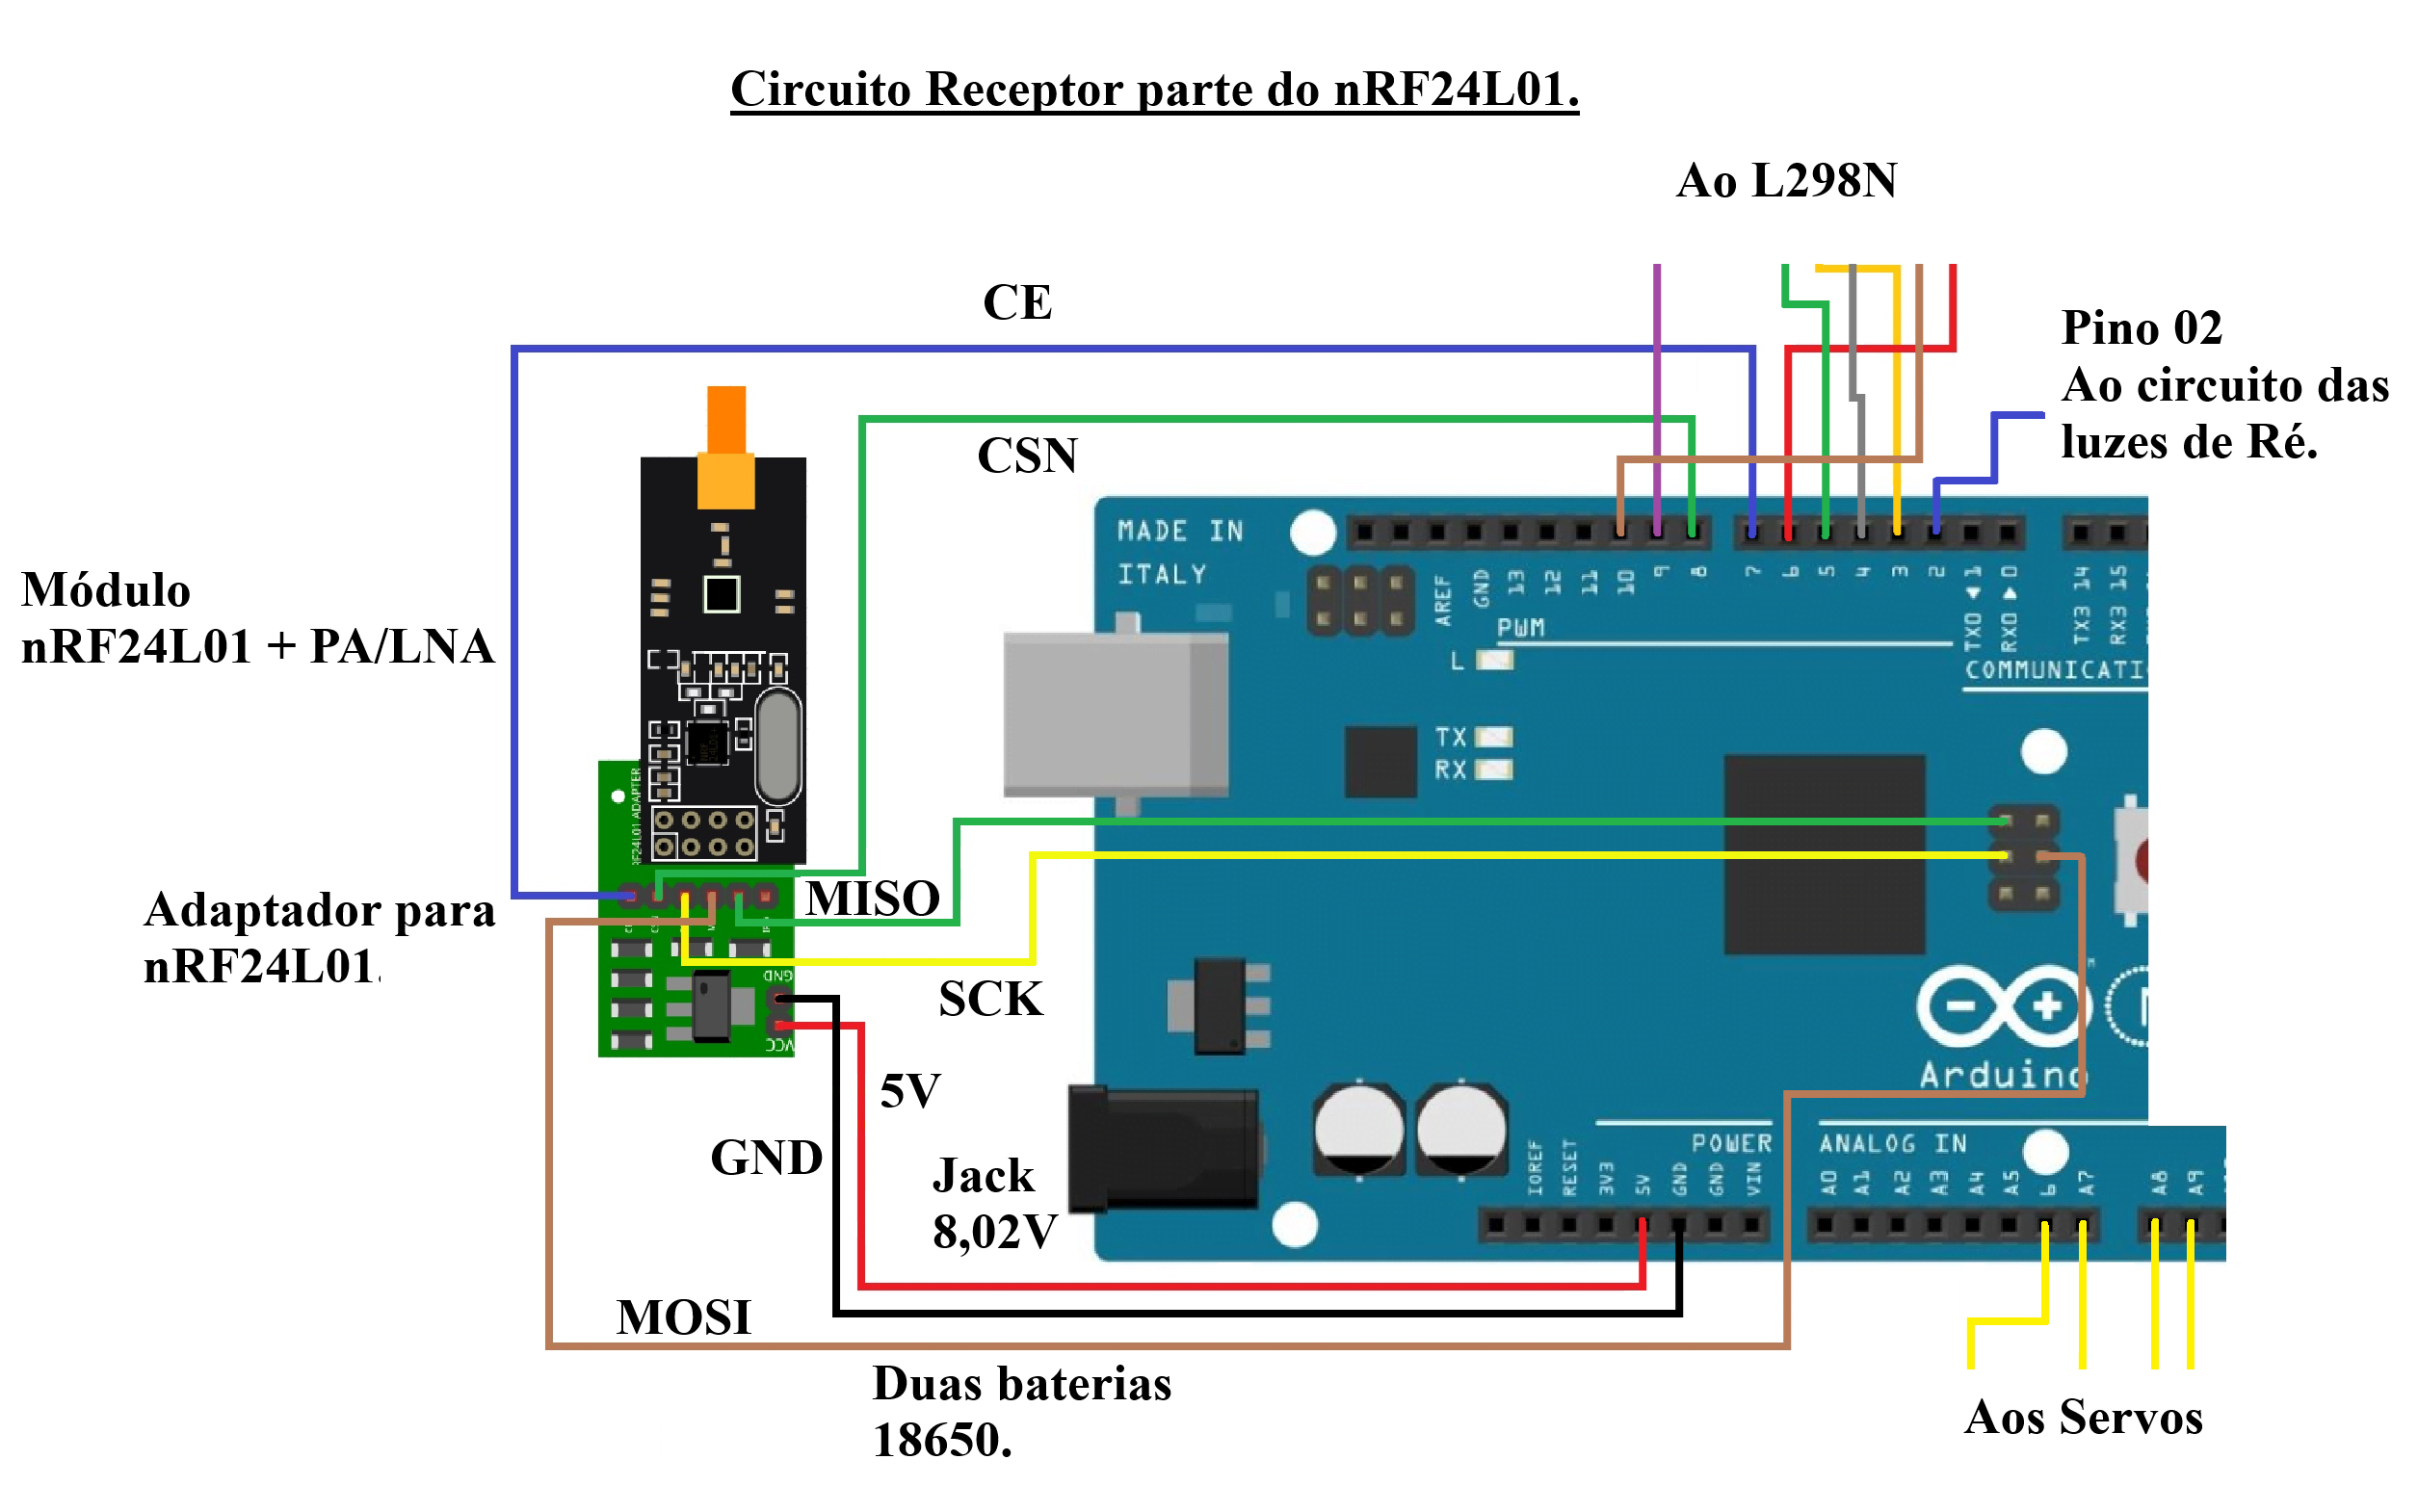 Circuito Receptor parte do nRF24L01.
Ao L298N
CE
Pino 02
Ao circuito das
luzes de Ré.
CSN
MADE IN
ITALY
AREF
GND
13
12
11
10
9
8
7
6
5
4
3
2
TX0 1
RX0 0
TX3 14
RX3 15
PWM
L
COMMUNICATI
TX
RX
Módulo
nRF24L01 + PA/LNA
RF24L01 ADAPTER
MISO
Adaptador para
nRF24L01.
GND
VCC
SCK
Arduino
5V
GND
Jack
8,02V
POWER
ANALOG IN
IOREF
RESET
3V3
5V
GND
GND
VIN
A0
A1
A2
A3
A4
A5
6
A7
A8
A9
MOSI
Duas baterias
18650.
Aos Servos